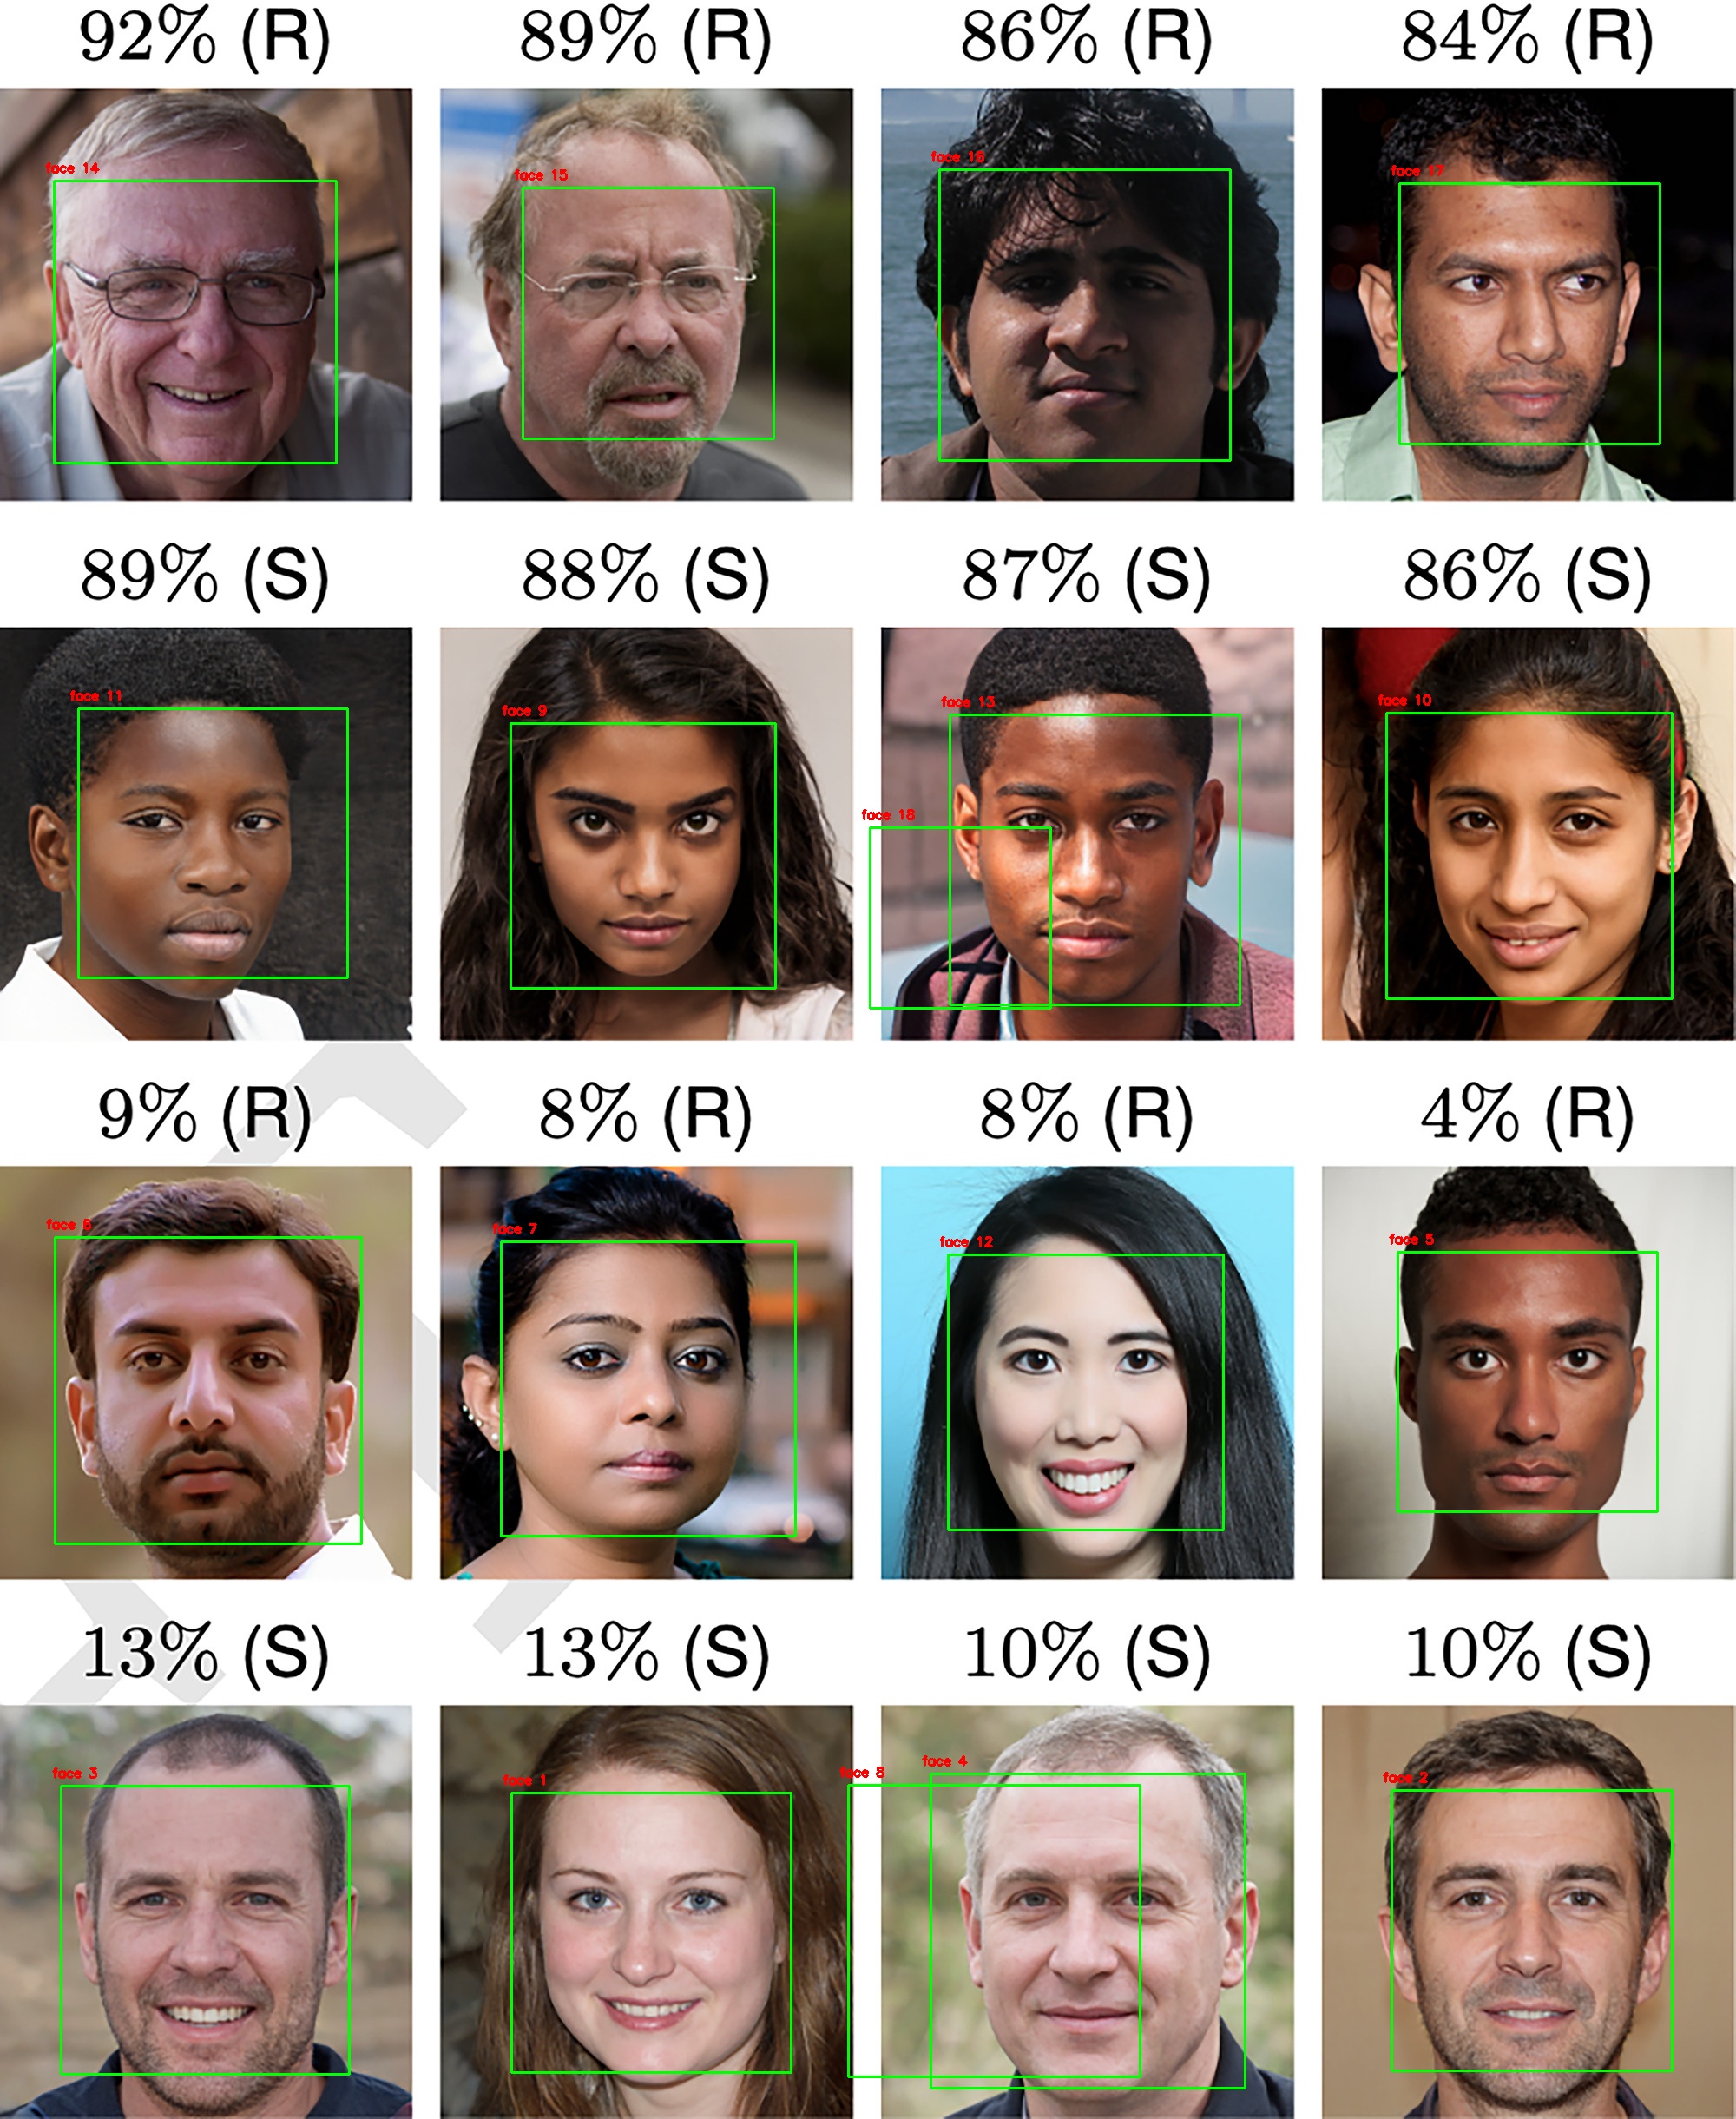 92% (R) 89% (R) 86% (R) 84% (R)
face 14
face 15
face 16
face 17
89% (S) 88% (S) 87% (S) 86% (S)
face 11
face 9
face 13
face 10
face 18
9% (R) 8% (R) 8% (R) 4% (R)
face 7
face 12
face 5
13% (S) 13% (S) 10% (S) 10% (S)
face 3
face 1
face 8
face 4
face 2